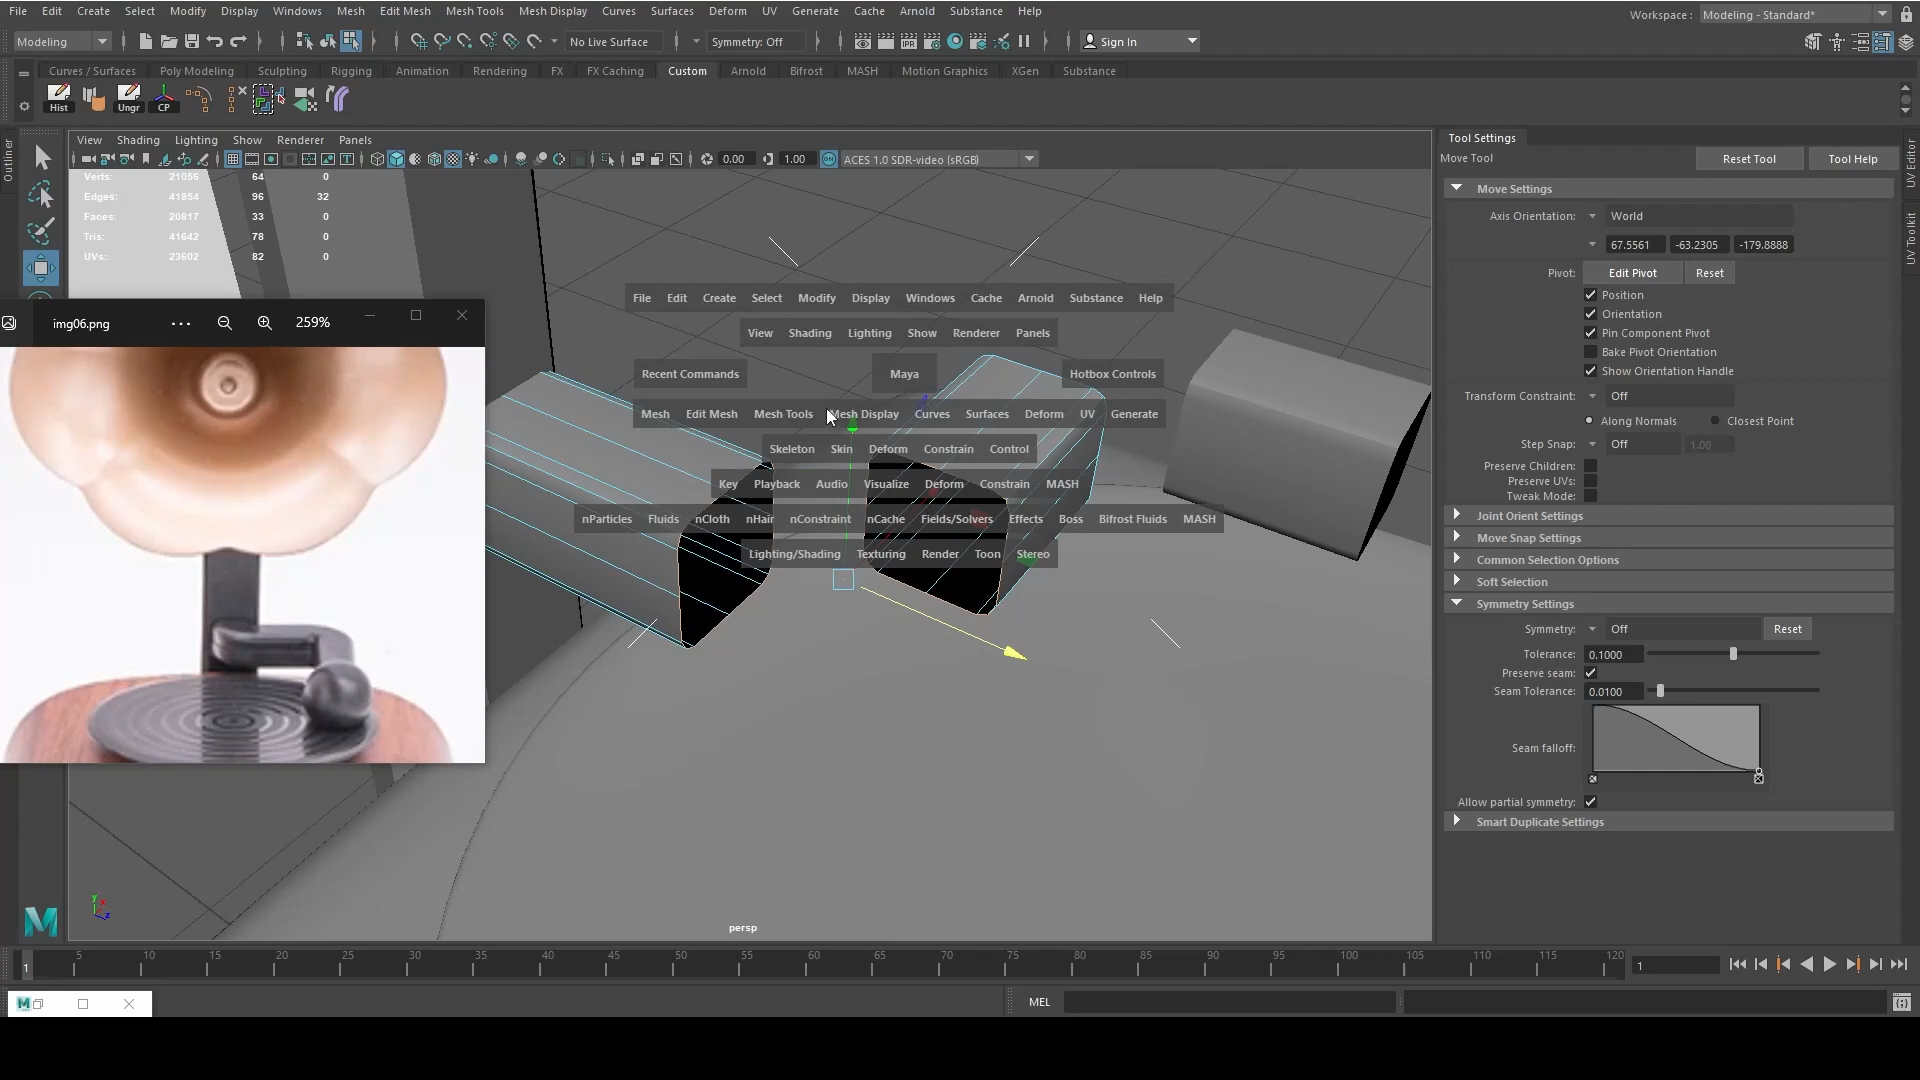 File Edit Create Select Modify Display Windows Mesh Edit Mesh Mesh Tools Mesh Display Curves Surfaces Deform UV Generate Cache Arnold Substance Help
Workspace : Modeling - Standard*
Modeling No Live Surface Symmetry: Off Sign In
Curves / Surfaces Poly Modeling Sculpting Rigging Animation Rendering FX FX Caching Custom Arnold Bifrost MASH Motion Graphics XGen Substance
Hist Ungr CP
Outliner
View Shading Lighting Show Renderer Panels
0.00 1.00 ON ACES 1.0 SDR-video (sRGB)
Verts: 21056 64 0
Edges: 41854 96 32
Faces: 20817 33 0
Tris: 41642 78 0
UVs: 23602 82 0
img06.png ... 259%
File Edit Create Select Modify Display Windows Cache Arnold Substance Help
View Shading Lighting Show Renderer Panels
Recent Commands Maya Hotbox Controls
Mesh Edit Mesh Mesh Tools Mesh Display Curves Surfaces Deform UV Generate
Skeleton Skin Deform Constrain Control
Key Playback Audio Visualize Deform Constrain MASH
nParticles Fluids nCloth nHair nConstraint nCache Fields/Solvers Effects Boss Bifrost Fluids MASH
Lighting/Shading Texturing Render Toon Stereo
persp
Tool Settings
Move Tool Reset Tool Tool Help
Move Settings
Axis Orientation: World
67.5561 -63.2305 -179.8888
Pivot: Edit Pivot Reset
Position
Orientation
Pin Component Pivot
Bake Pivot Orientation
Show Orientation Handle
Transform Constraint: Off
Along Normals Closest Point
Step Snap: Off 1.00
Preserve Children:
Preserve UVs:
Tweak Mode:
Joint Orient Settings
Move Snap Settings
Common Selection Options
Soft Selection
Symmetry Settings
Symmetry: Off Reset
Tolerance: 0.1000
Preserve seam:
Seam Tolerance: 0.0100
Seam falloff:
Allow partial symmetry:
Smart Duplicate Settings
UV Editor
UV Toolkit
5 10 15 20 25 30 35 40 45 50 55 60 65 70 75 80 85 90 95 100 105 110 115 120
1 1
MEL